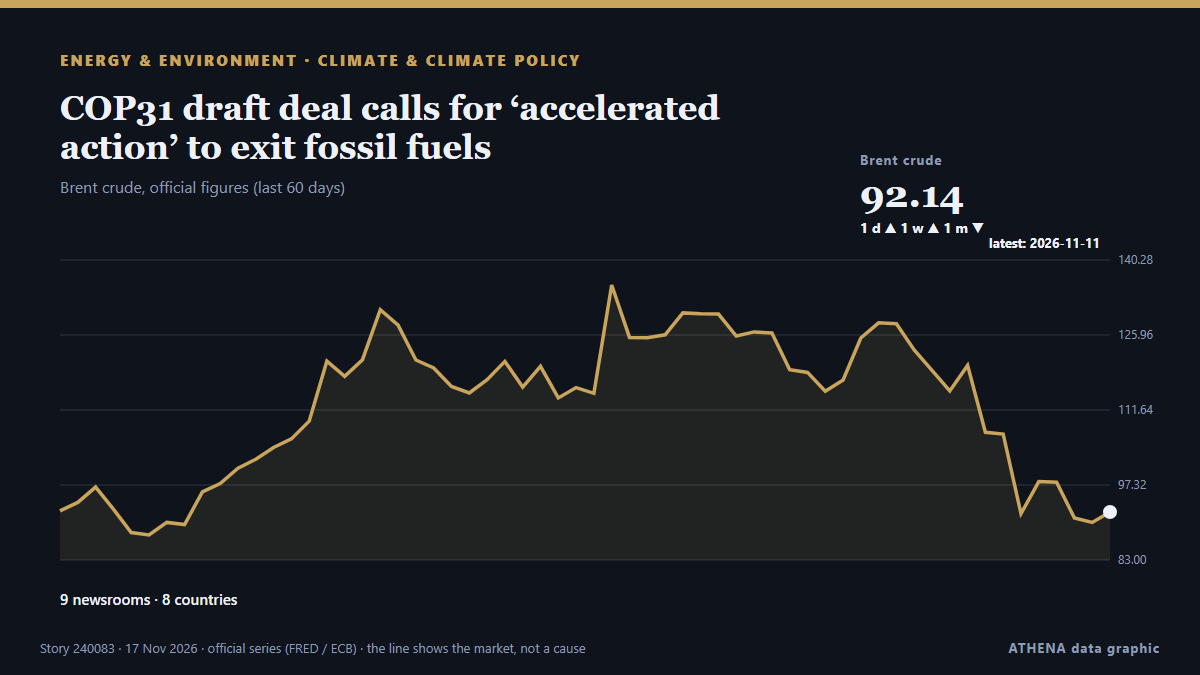 ENERGY & ENVIRONMENT · CLIMATE & CLIMATE POLICY
COP31 draft deal calls for ‘accelerated
action’ to exit fossil fuels
Brent crude, official figures (last 60 days)
Brent crude
92.14
1 d ▲ 1 w ▲ 1 m ▼
latest: 2026-11-11
140.28
125.96
111.64
97.32
83.00
9 newsrooms · 8 countries
Story 240083 · 17 Nov 2026 · official series (FRED / ECB) · the line shows the market, not a cause
ATHENA data graphic